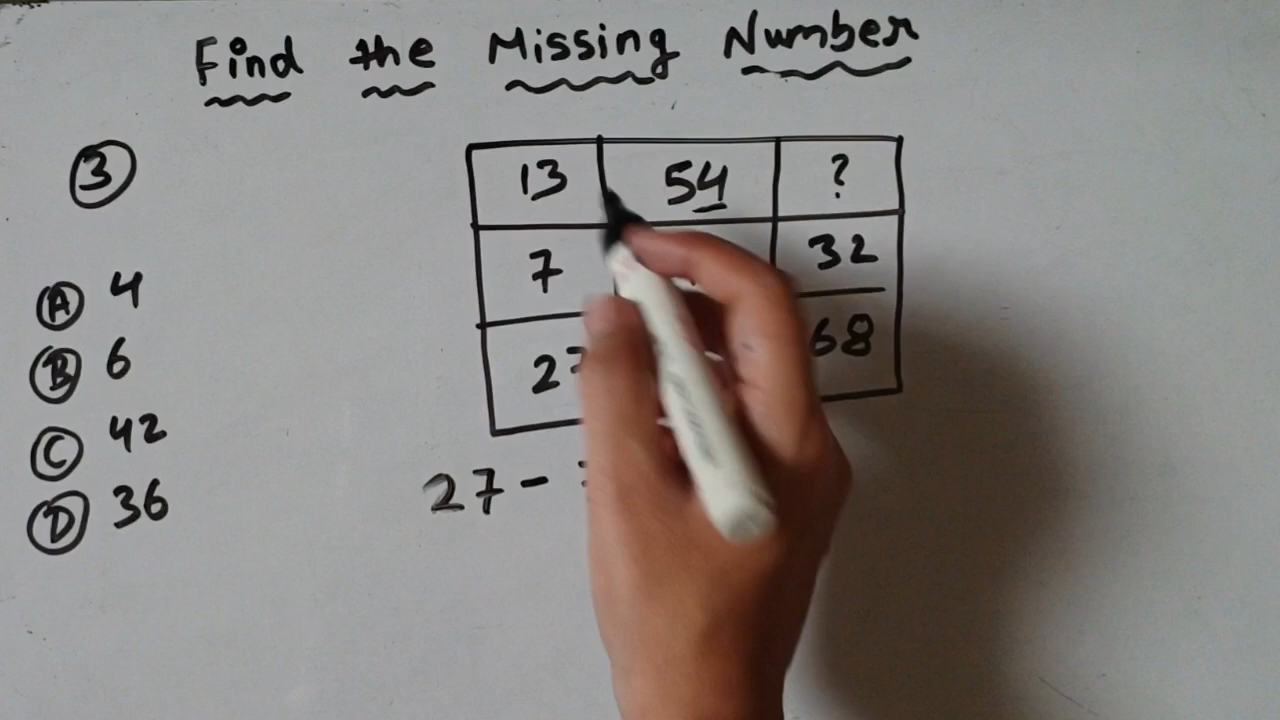 Find the Missing Number
3
13 54 ?
7 32
A 4
B 6
68
C 42
D 36
27 -